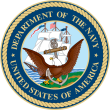 DEPARTMENT OF THE NAVY
UNITED STATES OF AMERICA